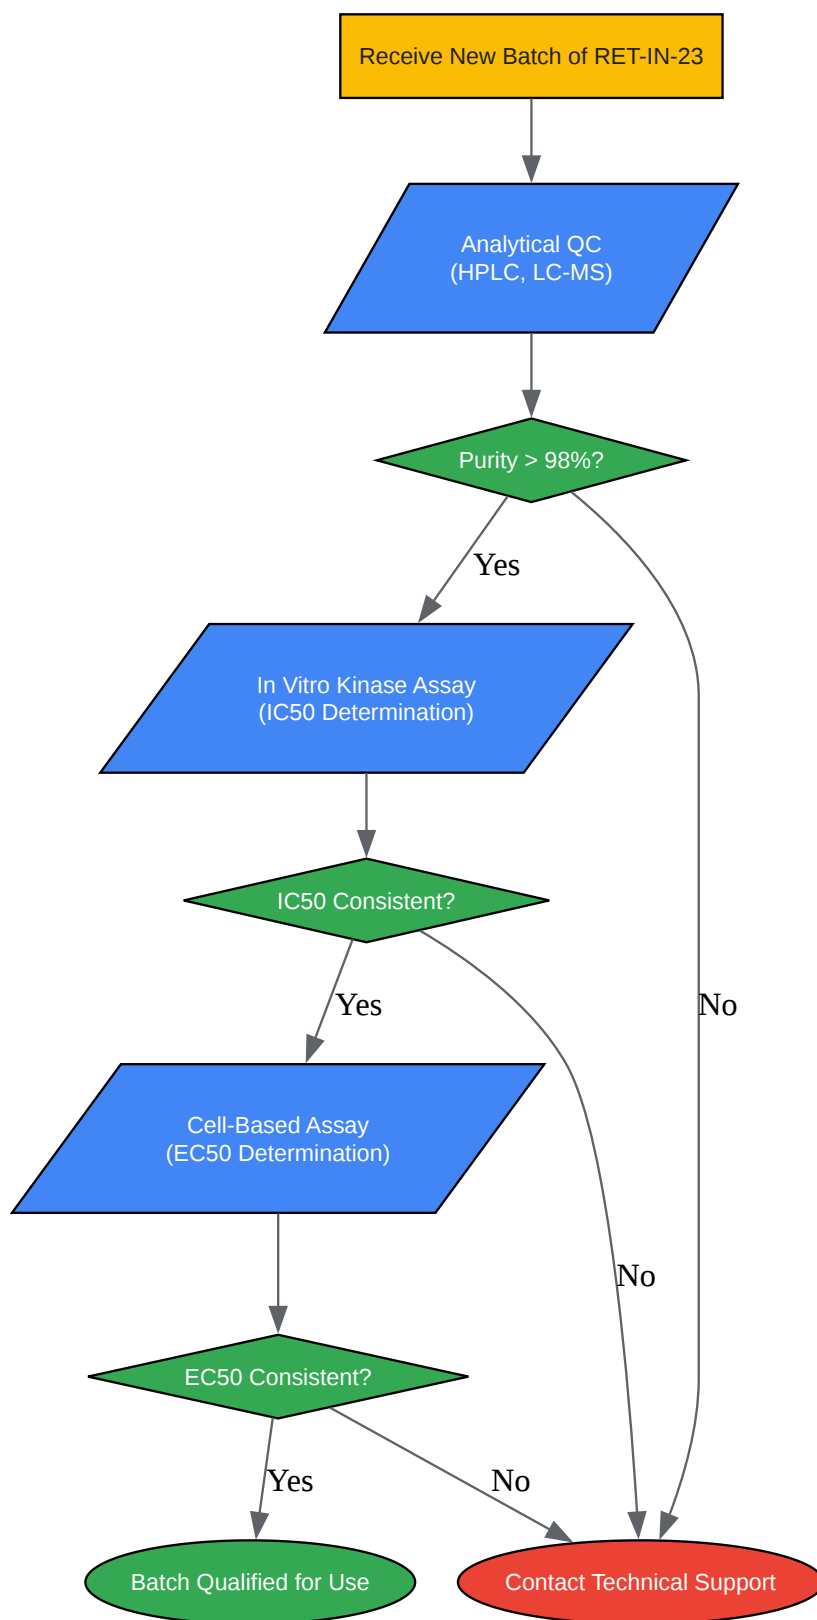 Receive New Batch of RET-IN-23
Analytical QC
(HPLC, LC-MS)
Purity > 98%?
Yes
In Vitro Kinase Assay
(IC50 Determination)
IC50 Consistent?
Yes
No
Cell-Based Assay
(EC50 Determination)
No
EC50 Consistent?
Yes
No
Batch Qualified for Use
Contact Technical Support